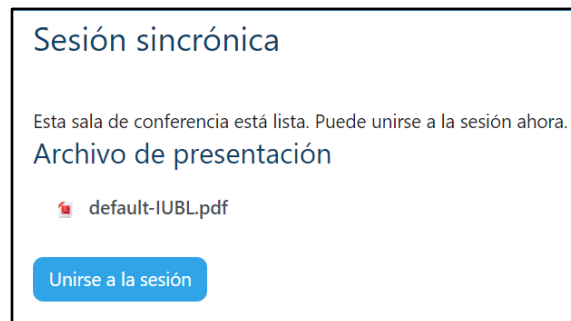 Sesión sincrónica
Esta sala de conferencia está lista. Puede unirse a la sesión ahora.
Archivo de presentación
default-IUBL.pdf
Unirse a la sesión